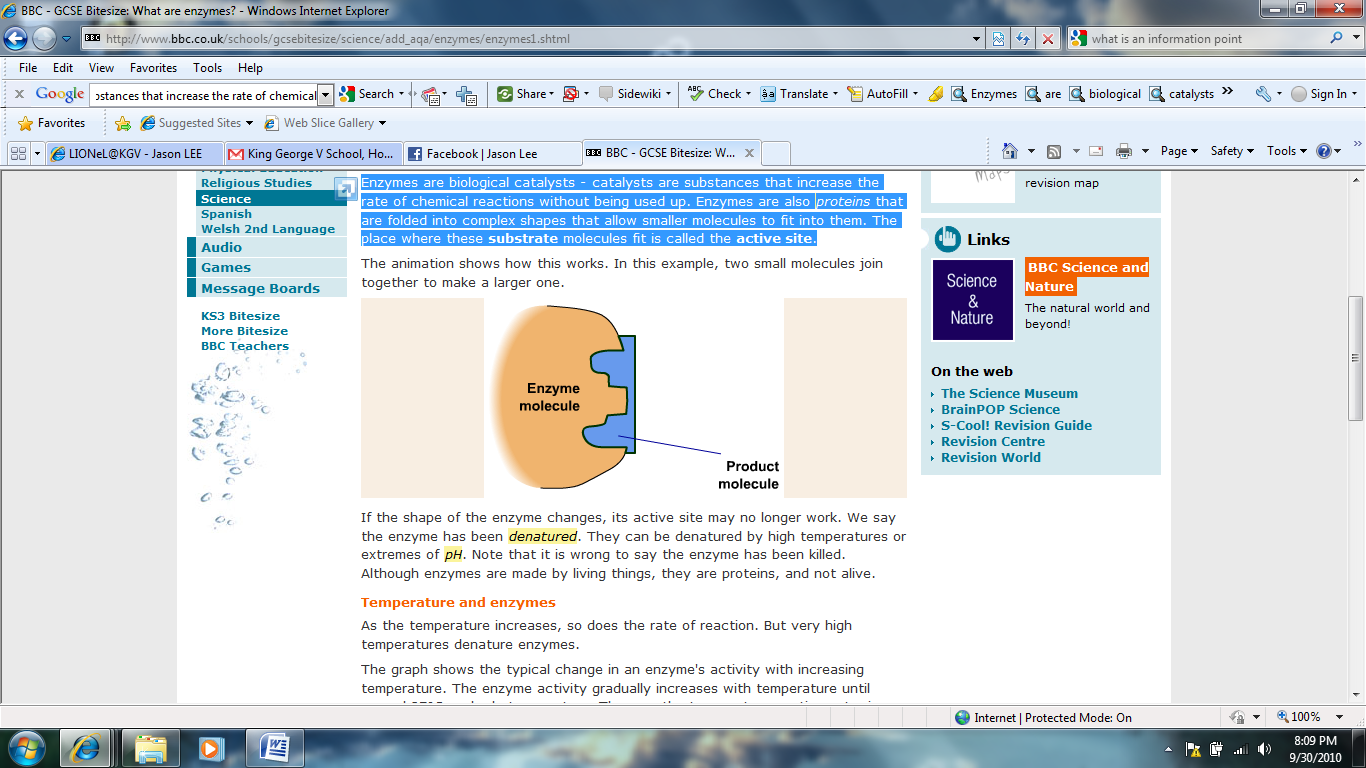 BBC - GCSE Bitesize: What are enzymes? - Windows Internet Explorer
BBC http://www.bbc.co.uk/schools/gcsebitesize/science/add_aqa/enzymes/enzymes1.shtml
what is an information point
File Edit View Favorites Tools Help
Google
ostances that increase the rate of chemical
Search Share Sidewiki Check Translate AutoFill Enzymes are biological catalysts Sign In
Favorites Suggested Sites Web Slice Gallery
LIONeL@KGV - Jason LEE
King George V School, Ho...
Facebook | Jason Lee
BBC BBC - GCSE Bitesize: W...
Page Safety Tools
Religious Studies
Science
Spanish
Welsh 2nd Language
Audio
Games
Message Boards
KS3 Bitesize
More Bitesize
BBC Teachers
Enzymes are biological catalysts - catalysts are substances that increase the
rate of chemical reactions without being used up. Enzymes are also proteins that
are folded into complex shapes that allow smaller molecules to fit into them. The
place where these substrate molecules fit is called the active site.
The animation shows how this works. In this example, two small molecules join
together to make a larger one.
Enzyme
molecule
Product
molecule
If the shape of the enzyme changes, its active site may no longer work. We say
the enzyme has been denatured. They can be denatured by high temperatures or
extremes of pH. Note that it is wrong to say the enzyme has been killed.
Although enzymes are made by living things, they are proteins, and not alive.
Temperature and enzymes
As the temperature increases, so does the rate of reaction. But very high
temperatures denature enzymes.
The graph shows the typical change in an enzyme's activity with increasing
temperature. The enzyme activity gradually increases with temperature until
Maps
revision map
Links
Science
&
Nature
BBC Science and
Nature
The natural world and
beyond!
On the web
The Science Museum
BrainPOP Science
S-Cool! Revision Guide
Revision Centre
Revision World
Internet | Protected Mode: On
100%
8:09 PM
9/30/2010